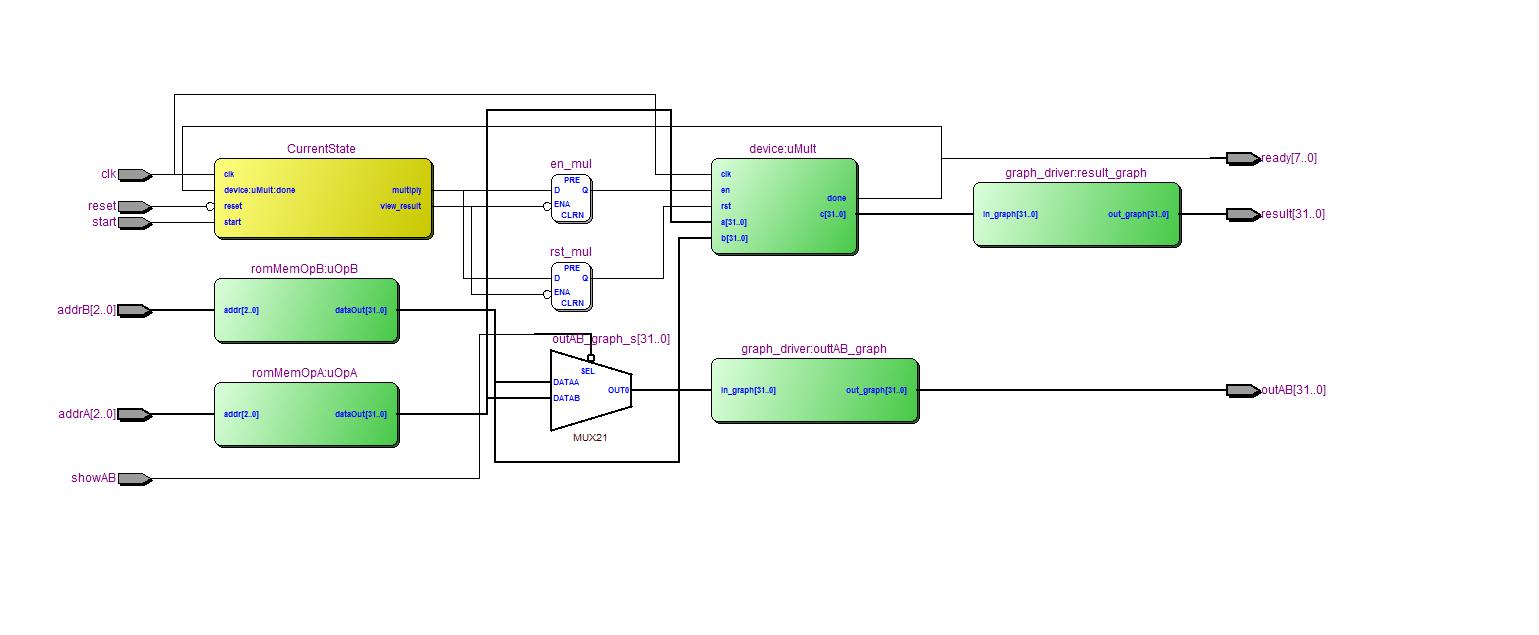 clk
reset
start
addrB[2..0]
addrA[2..0]
showAB
CurrentState
clk
device:uMult:done
reset
start
multiply
view_result
romMemOpB:uOpB
addr[2..0]
dataOut[31..0]
romMemOpA:uOpA
addr[2..0]
dataOut[31..0]
en_mul
PRE
D
Q
ENA
CLRN
rst_mul
PRE
D
Q
ENA
CLRN
outAB_graph_s[31..0]
SEL
DATAA
DATAB
OUT0
MUX21
device:uMult
clk
en
rst
a[31..0]
b[31..0]
done
c[31..0]
graph_driver:outtAB_graph
in_graph[31..0]
out_graph[31..0]
graph_driver:result_graph
in_graph[31..0]
out_graph[31..0]
ready[7..0]
result[31..0]
outAB[31..0]